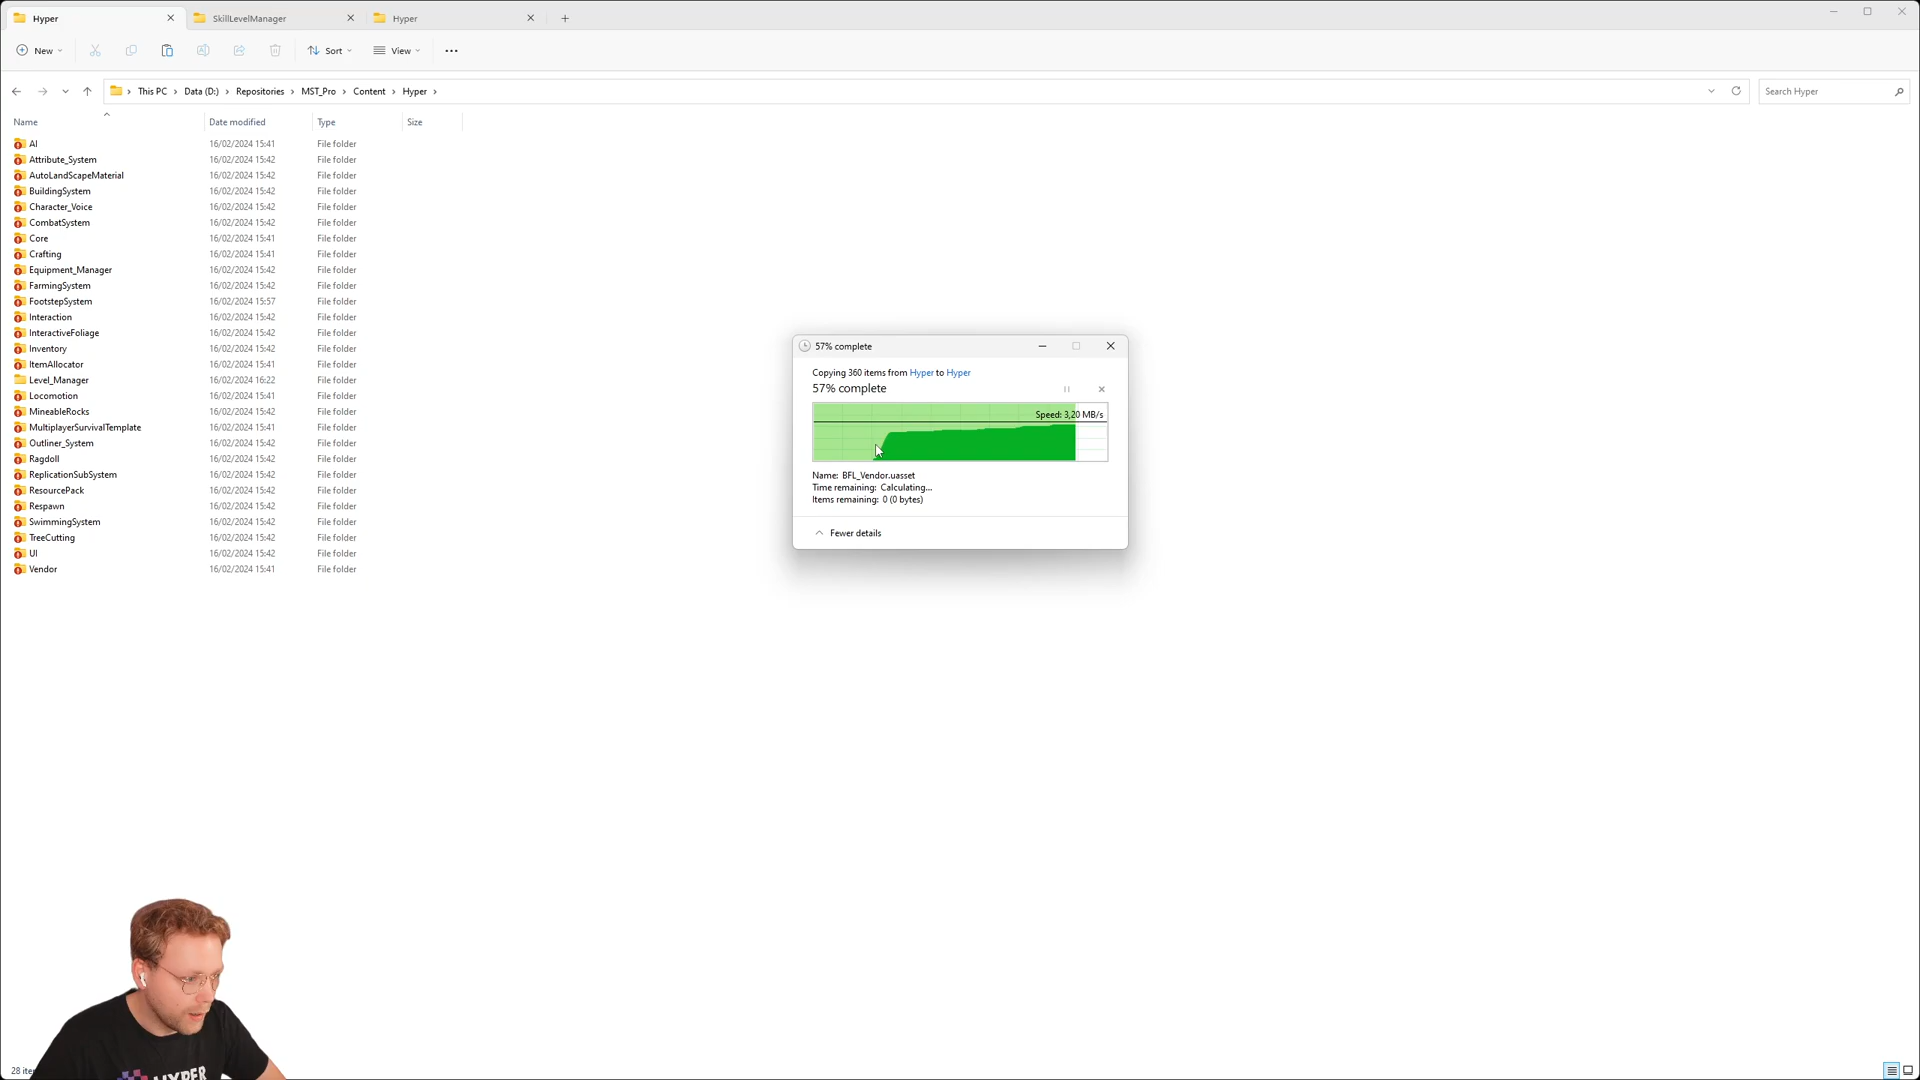 Hyper
SkillLevelManager
Hyper
New
Sort
View
This PC > Data (D:) > Repositories > MST_Pro > Content > Hyper >
Search Hyper
Name Date modified Type Size
AI 16/02/2024 15:41 File folder
Attribute_System 16/02/2024 15:42 File folder
AutoLandScapeMaterial 16/02/2024 15:42 File folder
BuildingSystem 16/02/2024 15:42 File folder
Character_Voice 16/02/2024 15:42 File folder
CombatSystem 16/02/2024 15:42 File folder
Core 16/02/2024 15:41 File folder
Crafting 16/02/2024 15:41 File folder
Equipment_Manager 16/02/2024 15:42 File folder
FarmingSystem 16/02/2024 15:42 File folder
FootstepSystem 16/02/2024 15:57 File folder
Interaction 16/02/2024 15:42 File folder
InteractiveFoliage 16/02/2024 15:42 File folder
Inventory 16/02/2024 15:42 File folder
ItemAllocator 16/02/2024 15:41 File folder
Level_Manager 16/02/2024 16:22 File folder
Locomotion 16/02/2024 15:42 File folder
MineableRocks 16/02/2024 15:42 File folder
MultiplayerSurvivalTemplate 16/02/2024 15:41 File folder
Outliner_System 16/02/2024 15:42 File folder
Ragdoll 16/02/2024 15:42 File folder
ReplicationSubSystem 16/02/2024 15:42 File folder
ResourcePack 16/02/2024 15:42 File folder
Respawn 16/02/2024 15:42 File folder
SwimmingSystem 16/02/2024 15:42 File folder
TreeCutting 16/02/2024 15:42 File folder
UI 16/02/2024 15:42 File folder
Vendor 16/02/2024 15:41 File folder
57% complete
Copying 360 items from Hyper to Hyper
57% complete
Speed: 3,20 MB/s
Name: BFL_Vendor.uasset
Time remaining: Calculating...
Items remaining: 0 (0 bytes)
Fewer details
28
HYPER